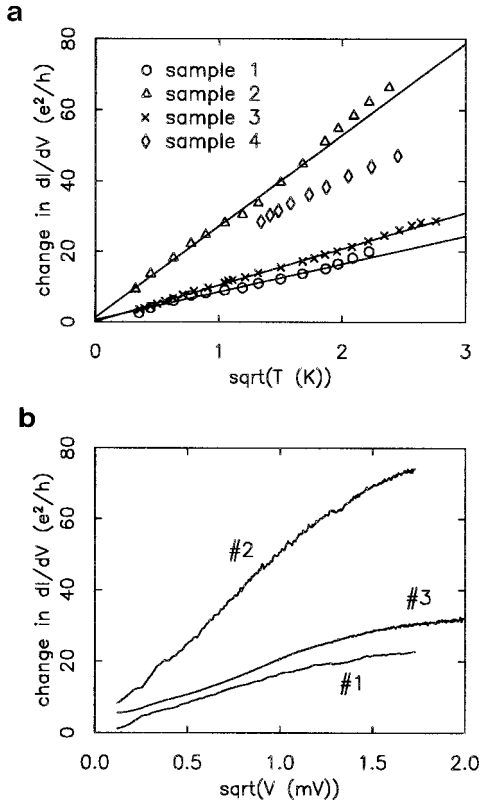 a
80
60
40
20
0
change in dI/dV (e²/h)
sample 1
sample 2
sample 3
sample 4
0 1 2 3
sqrt(T (K))
b
80
60
40
20
0
change in dI/dV (e²/h)
#2
#3
#1
0.0 0.5 1.0 1.5 2.0
sqrt(V (mV))